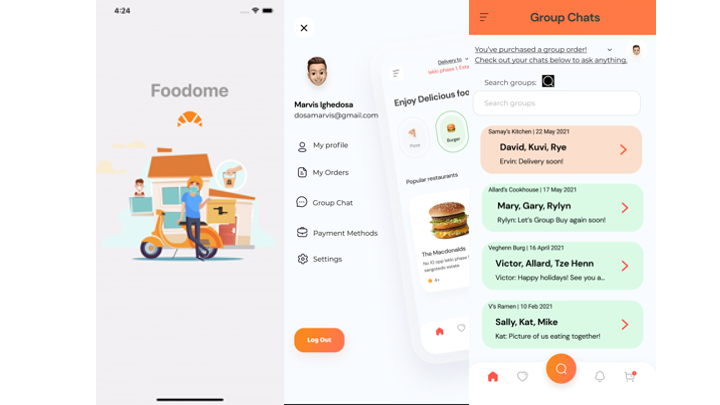 4:24
Foodome
Marvis Ighedosa
dosamarvis@gmail.com
My profile
My Orders
Group Chat
Payment Methods
Settings
Log Out
Delivery to
Enjoy Delicious foo
Pizza
Burger
Popular restaurants
The Macdonalds
4+
Group Chats
You've purchased a group order!
Check out your chats below to ask anything.
Search groups:
Search groups
Samay's Kitchen | 22 May 2021
David, Kuvi, Rye
Ervin: Delivery soon!
Allard's Cookhouse | 17 May 2021
Mary, Gary, Rylyn
Rylyn: Let's Group Buy again soon!
Veghenn Burg | 16 April 2021
Victor, Allard, Tze Henn
Victor: Happy holidays! See you a...
V's Ramen | 10 Feb 2021
Sally, Kat, Mike
Kat: Picture of us eating together!